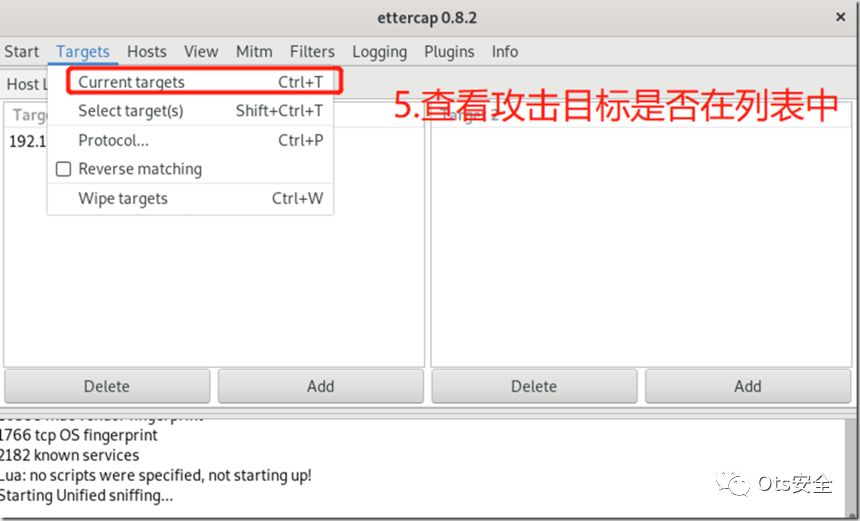 ettercap 0.8.2
×
Start Targets Hosts View Mitm Filters Logging Plugins Info
Host L
Current targets Ctrl+T
5.查看攻击目标是否在列表中
Targ
Select target(s) Shift+Ctrl+T
192.1
Protocol... Ctrl+P
Reverse matching
Wipe targets Ctrl+W
Delete Add Delete Add
1766 tcp OS fingerprint
2182 known services
Lua: no scripts were specified, not starting up!
Starting Unified sniffing...
Ots安全